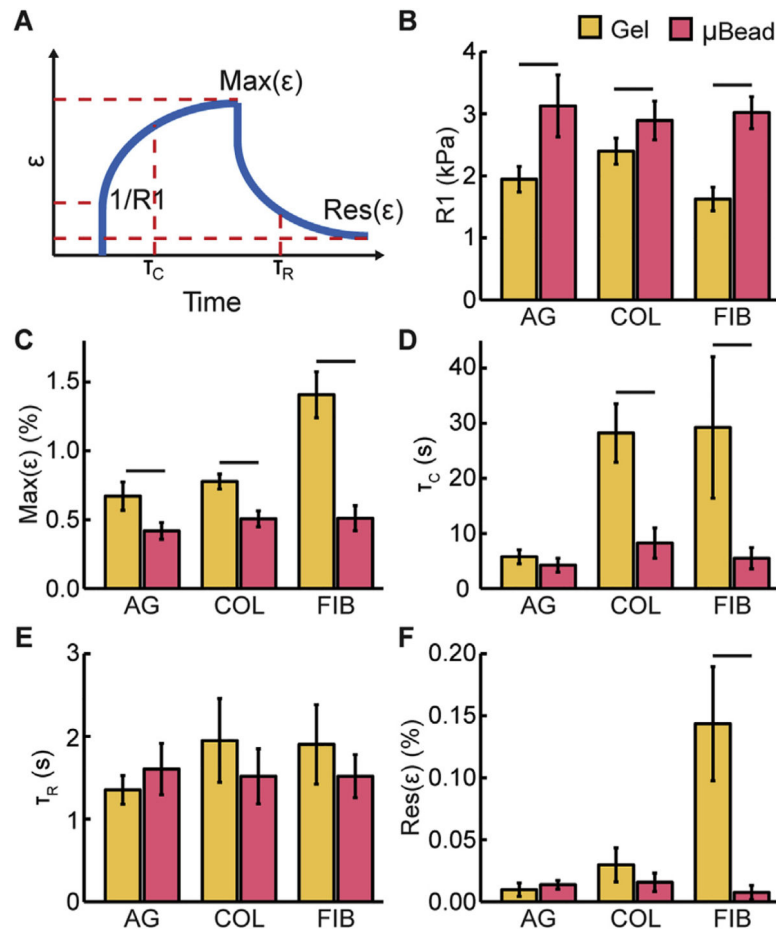 A
ε
Max(ε)
1/R1
Res(ε)
τC
τR
Time
B
Gel
μBead
R1 (kPa)
4
3
2
1
0
AG COL FIB
C
Max(ε) (%)
1.5
1.0
0.5
0.0
AG COL FIB
D
τC (s)
40
30
20
10
0
AG COL FIB
E
τR (s)
3
2
1
0
AG COL FIB
F
Res(ε) (%)
0.20
0.15
0.10
0.05
0.00
AG COL FIB